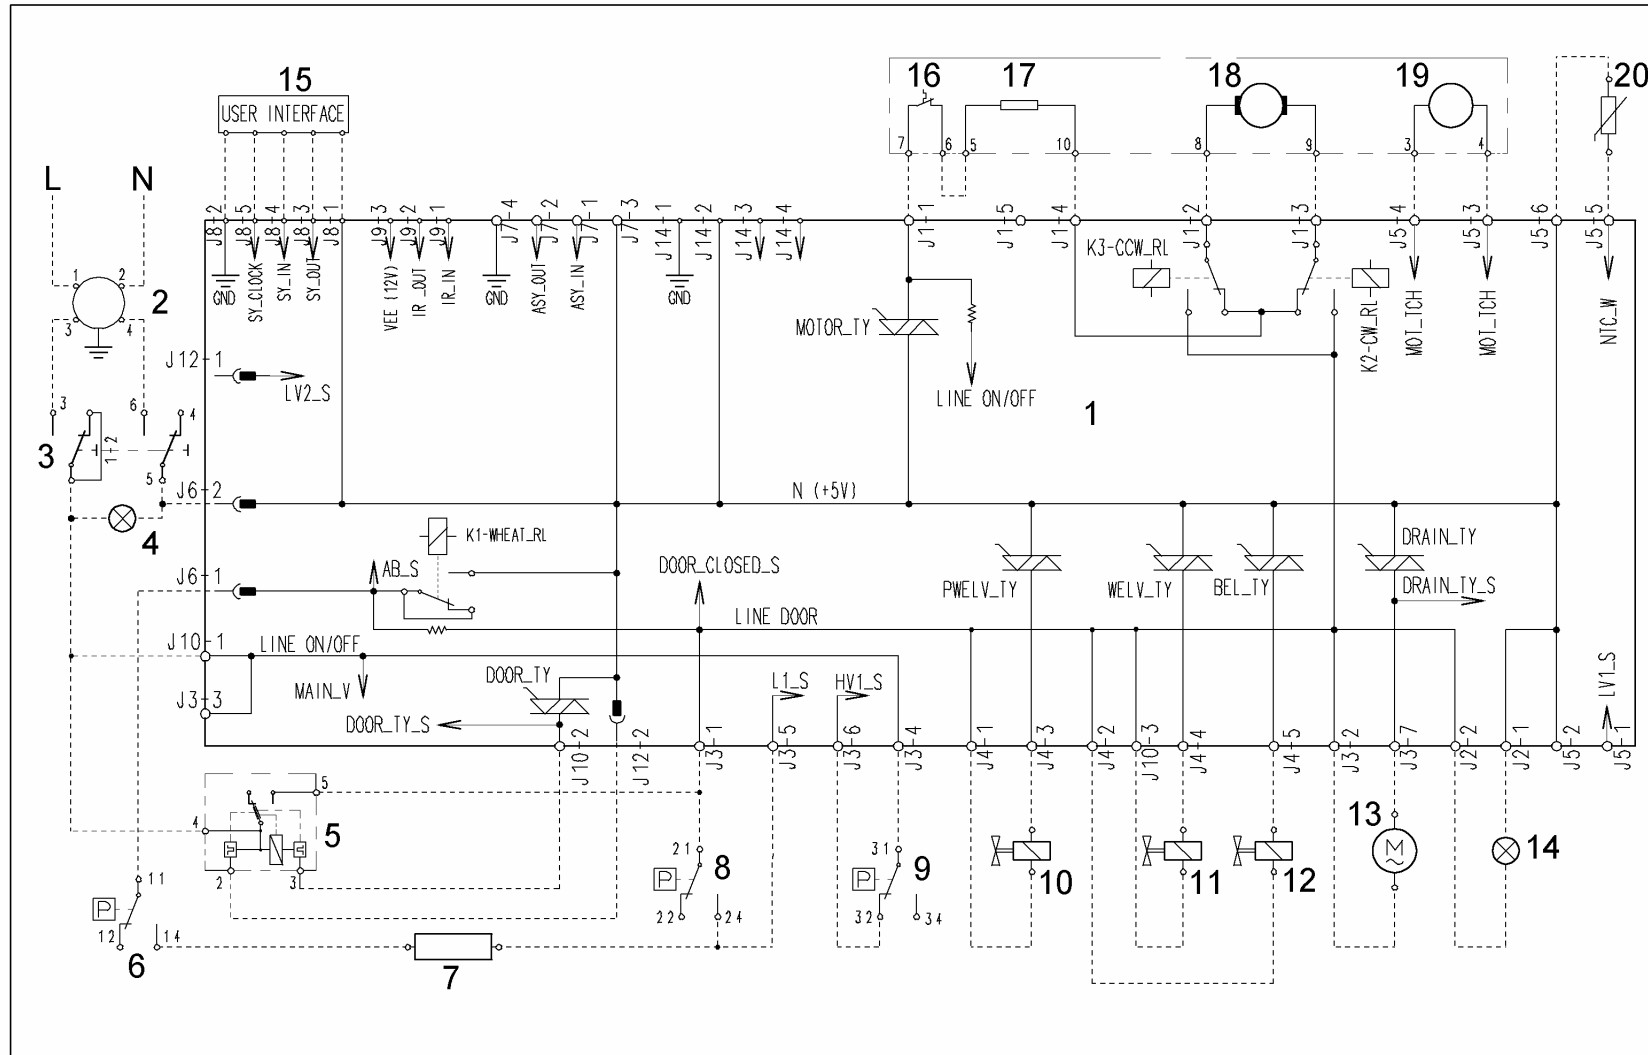 15
USER INTERFACE
16
17
18
19
20
7
6
5
10
8
9
3
4
L
N
J8-2
J8-5
J8-4
J8-3
J8-1
J9-3
J9-2
J9-1
J7-4
J7-2
J7-1
J7-3
J14-1
J14-2
J14-3
J14-4
J1-1
J1-5
J1-4
J1-2
J1-3
J5-4
J5-3
J5-6
J5-5
GND
SY_CLOCK
SY_IN
SY_OUT
VEE (12V)
IR_OUT
IR_IN
GND
ASY_OUT
ASY_IN
GND
K3-CCW_RL
K2-CW_RL
MOT_TCH
MOT_TCH
NTC_W
1
2
2
3
4
MOTOR_TY
LINE ON/OFF
J12-1
LV2_S
1
3
6
4
3
1+2
5
J6-2
N (+5V)
4
K1-WHEAT_RL
J6-1
AB_S
DOOR_CLOSED_S
PWELV_TY
WELV_TY
BEL_TY
DRAIN_TY
DRAIN_TY_S
LINE DOOR
J10-1
LINE ON/OFF
MAIN_V
J3-3
DOOR_TY
DOOR_TY_S
L1_S
HV1_S
LV1_S
J10-2
J12-2
J3-1
J3-5
J3-6
J3-4
J4-1
J4-3
J4-2
J10-3
J4-4
J4-5
J3-2
J3-7
J2-2
J2-1
J5-2
J5-1
5
4
5
2
3
11
P
12
14
6
7
21
P
22
24
8
31
P
32
34
9
10
11
12
13
M
14